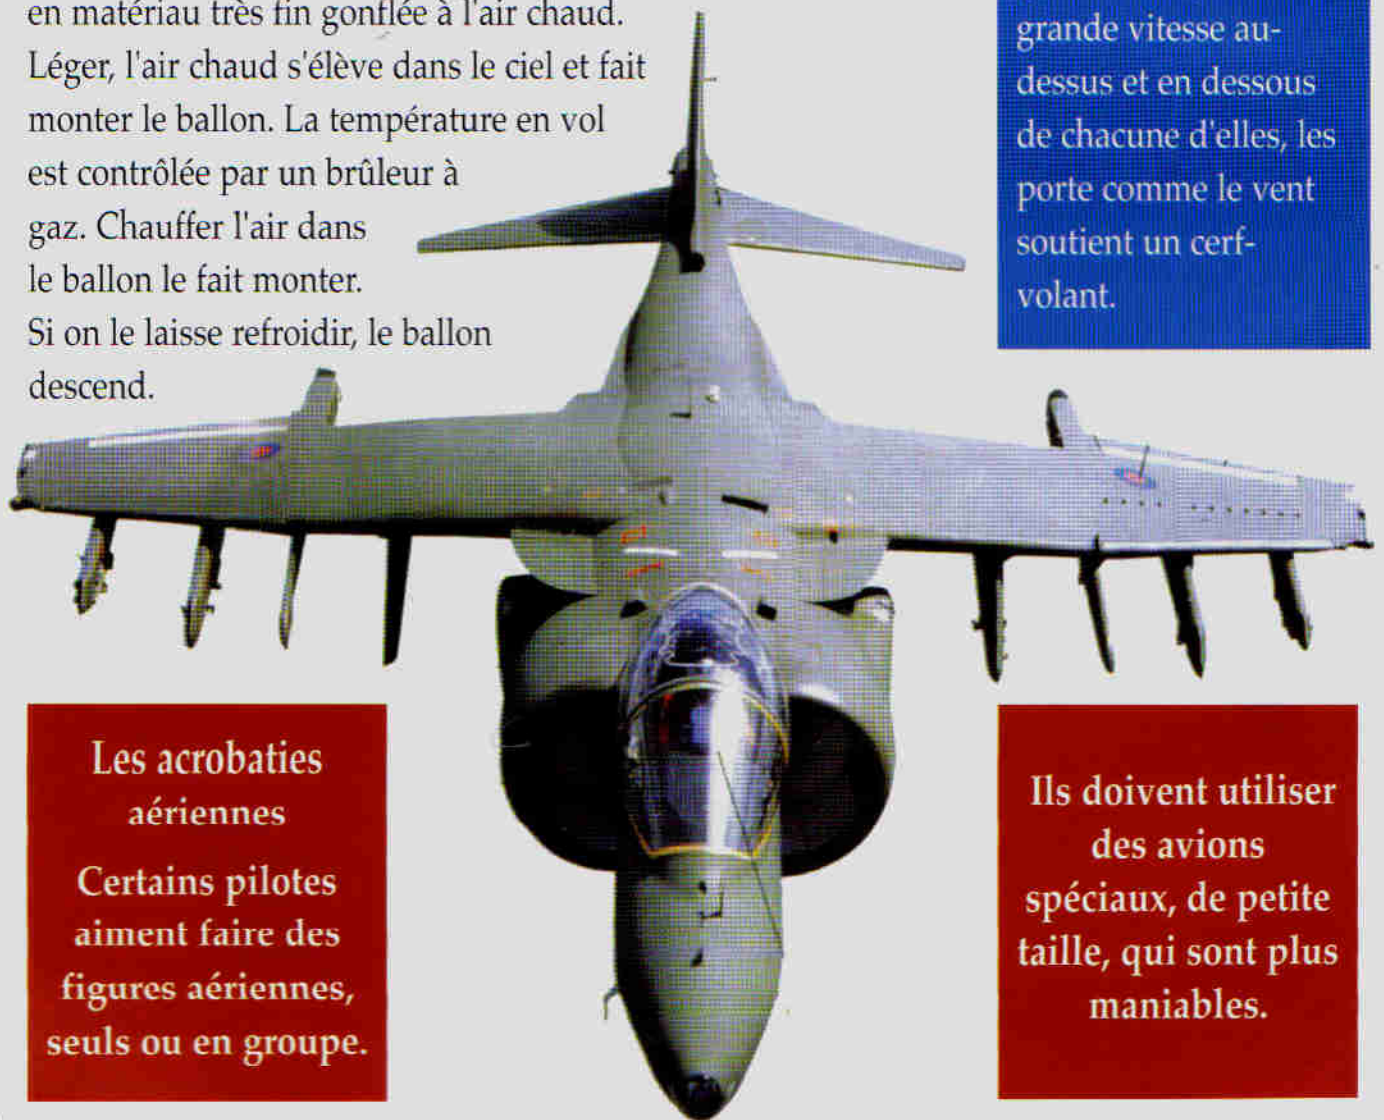 en matériau très fin gonflée à l'air chaud.
Léger, l'air chaud s'élève dans le ciel et fait
monter le ballon. La température en vol
est contrôlée par un brûleur à
gaz. Chauffer l'air dans
le ballon le fait monter.
Si on le laisse refroidir, le ballon
descend.
grande vitesse au-
dessus et en dessous
de chacune d'elles, les
porte comme le vent
soutient un cerf-
volant.
Les acrobaties
aériennes
Certains pilotes
aiment faire des
figures aériennes,
seuls ou en groupe.
Ils doivent utiliser
des avions
spéciaux, de petite
taille, qui sont plus
maniables.